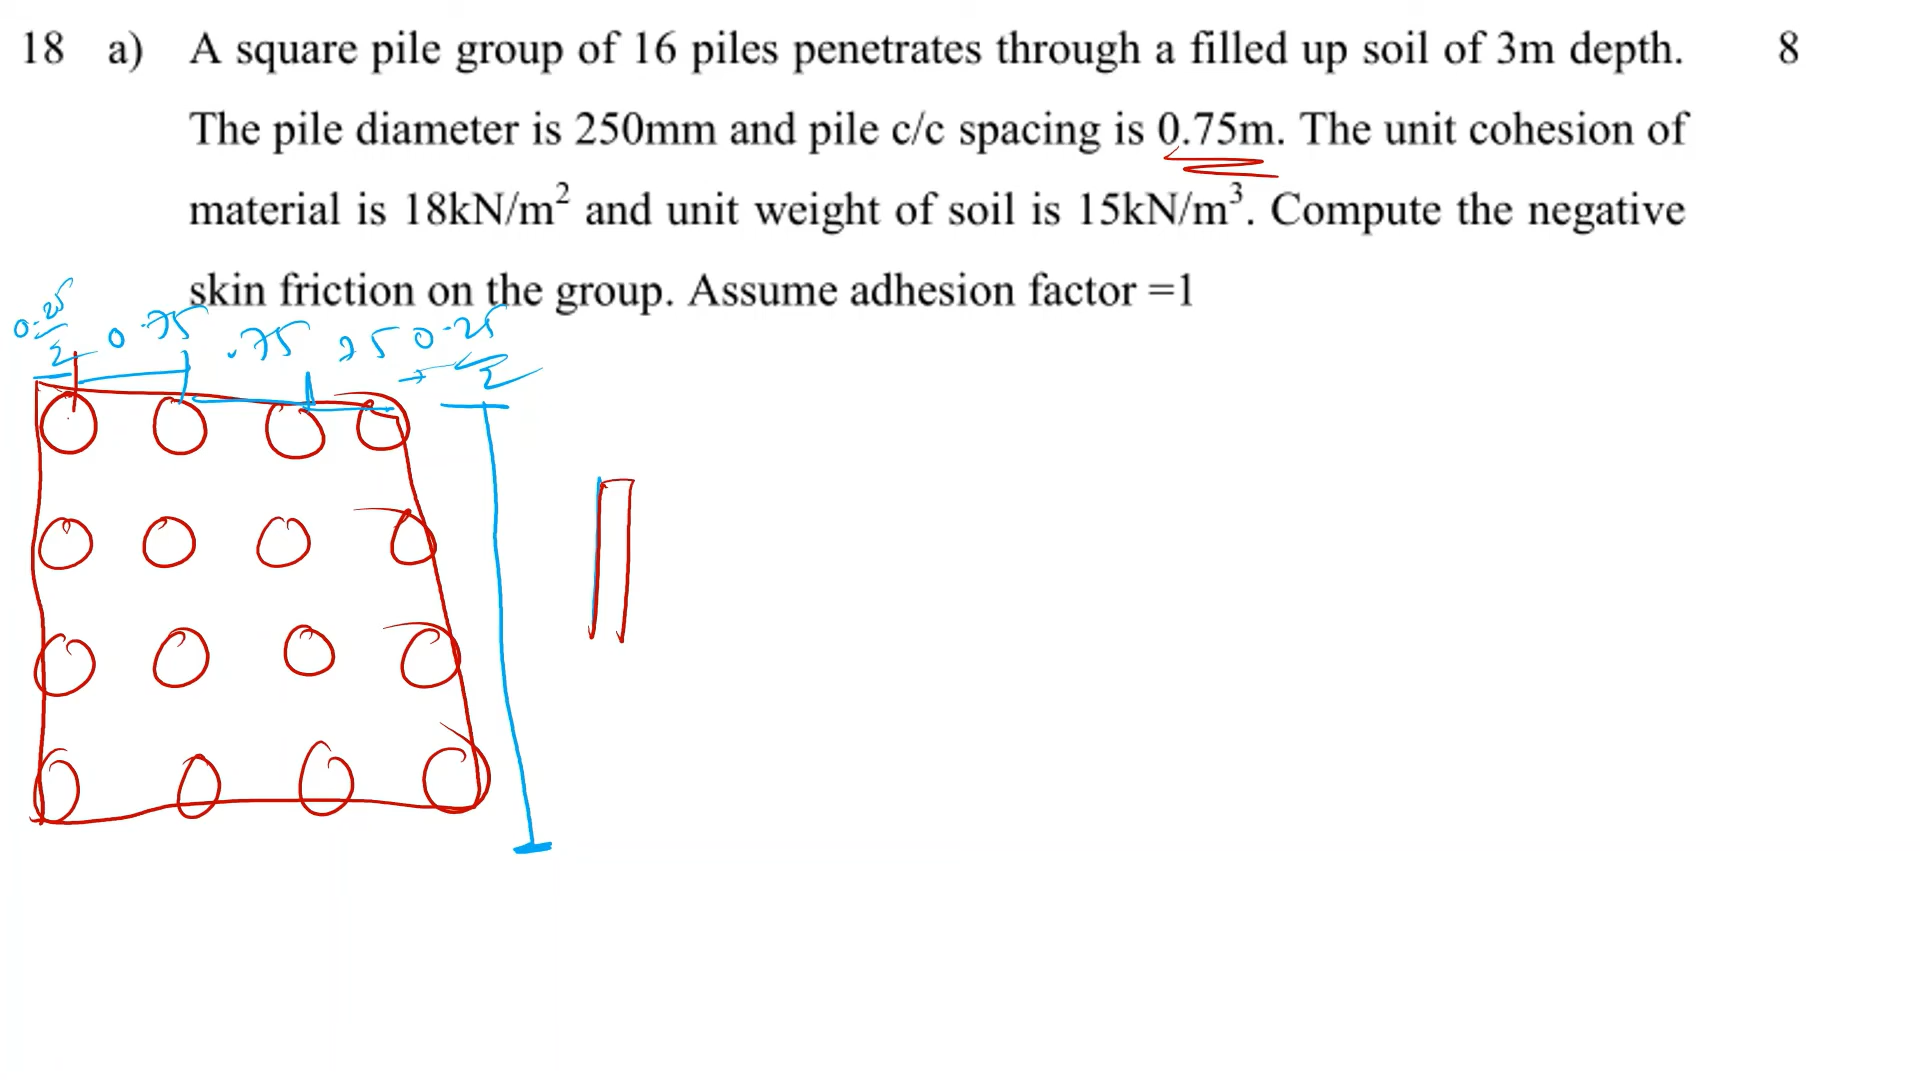 18 a) A square pile group of 16 piles penetrates through a filled up soil of 3m depth. 8
The pile diameter is 250mm and pile c/c spacing is 0.75m. The unit cohesion of
material is 18kN/m² and unit weight of soil is 15kN/m³. Compute the negative
skin friction on the group. Assume adhesion factor =1
0.25/2 0.75 .75 0.25/2